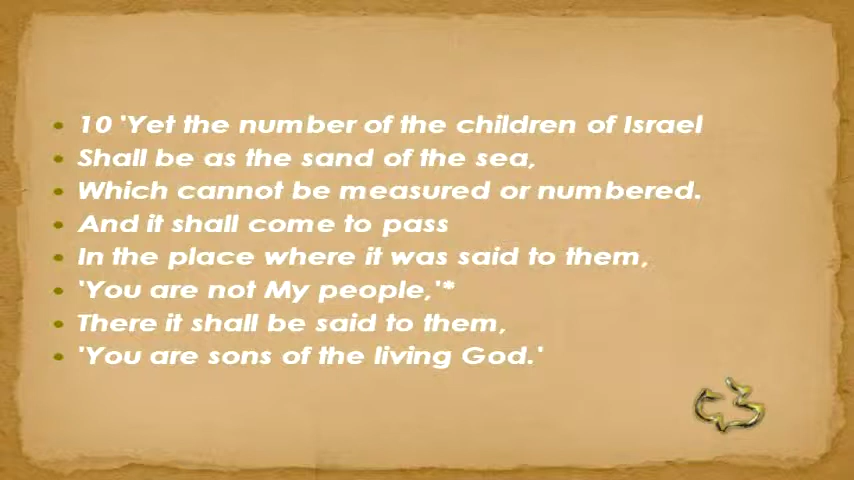 10 'Yet the number of the children of Israel
Shall be as the sand of the sea,
Which cannot be measured or numbered.
And it shall come to pass
In the place where it was said to them,
'You are not My people,'*
There it shall be said to them,
'You are sons of the living God.'